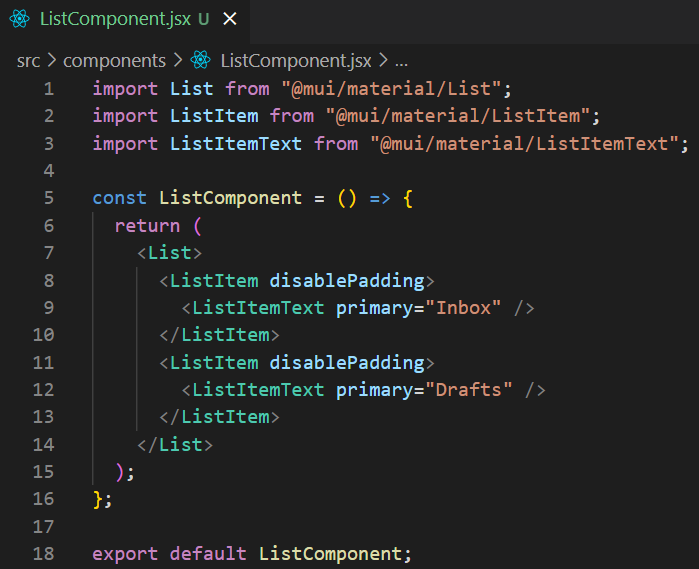 ListComponent.jsx U ×
src > components > ListComponent.jsx > ...
1 import List from "@mui/material/List";
2 import ListItem from "@mui/material/ListItem";
3 import ListItemText from "@mui/material/ListItemText";
4
5 const ListComponent = () => {
6   return (
7     <List>
8       <ListItem disablePadding>
9         <ListItemText primary="Inbox" />
10       </ListItem>
11       <ListItem disablePadding>
12         <ListItemText primary="Drafts" />
13       </ListItem>
14     </List>
15   );
16 };
17
18 export default ListComponent;